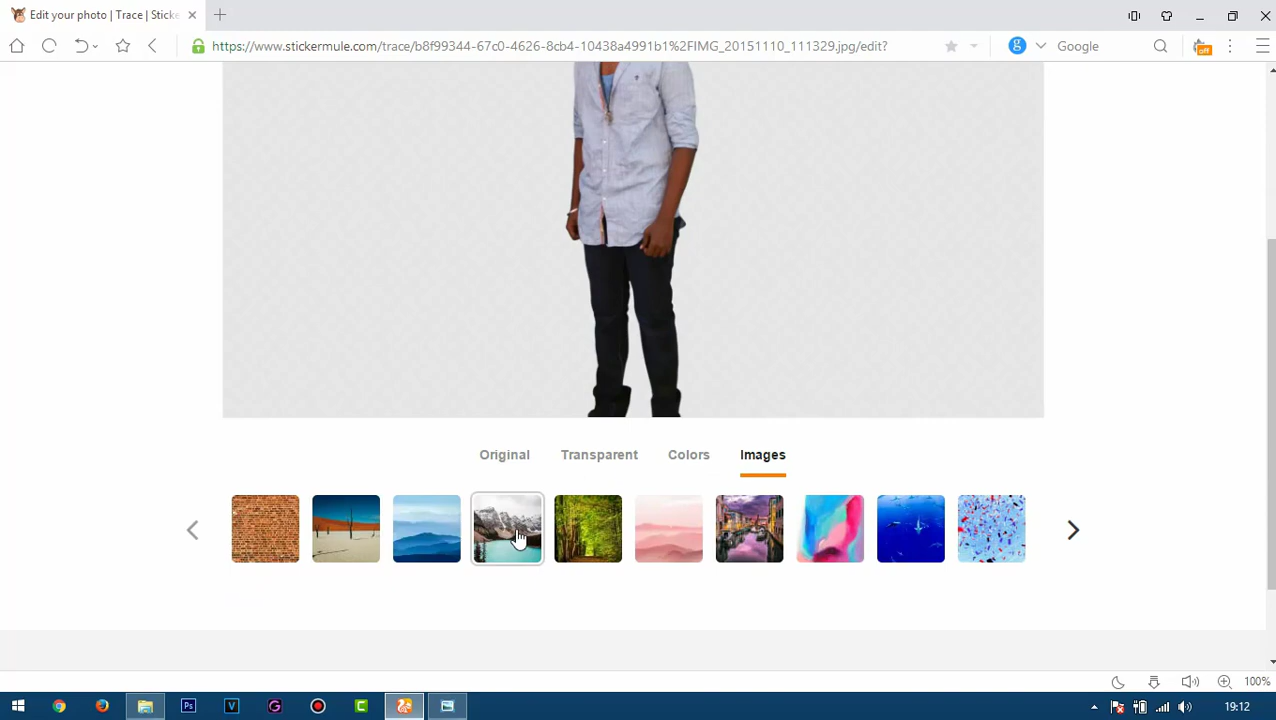 Edit your photo | Trace | Sticke
https://www.stickermule.com/trace/b8f99344-67c0-4626-8cb4-10438a4991b1%2FIMG_20151110_111329.jpg/edit?
Google
off
Original Transparent Colors Images
100%
19:12